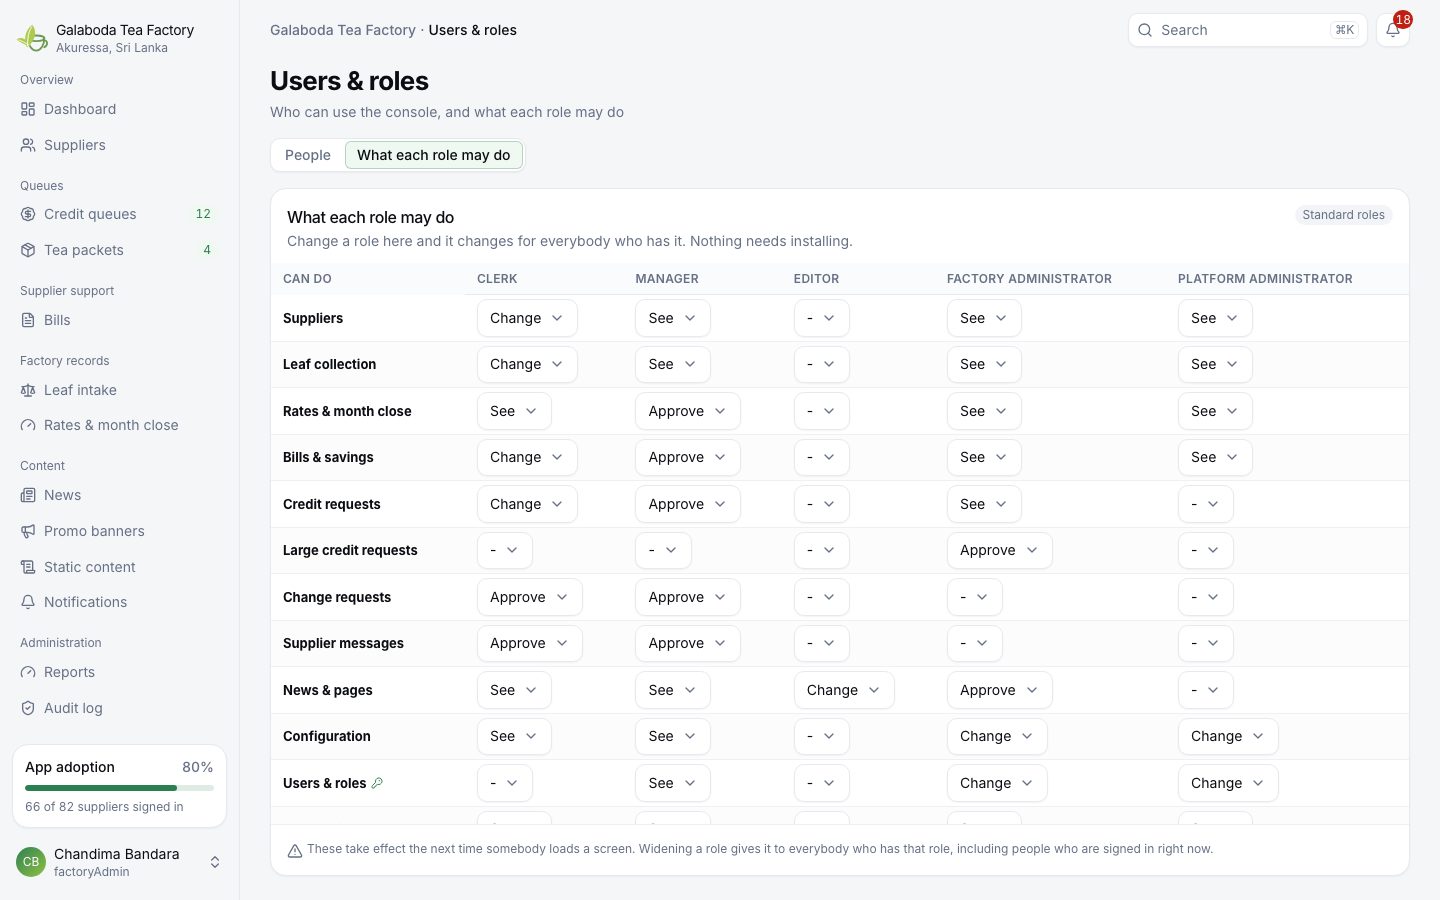 Galaboda Tea Factory
Akuressa, Sri Lanka
Overview
Dashboard
Suppliers
Queues
Credit queues 12
Tea packets 4
Supplier support
Bills
Factory records
Leaf intake
Rates & month close
Content
News
Promo banners
Static content
Notifications
Administration
Reports
Audit log
App adoption 80%
66 of 82 suppliers signed in
CB
Chandima Bandara
factoryAdmin
Galaboda Tea Factory · Users & roles
Search ⌘K
18
Users & roles
Who can use the console, and what each role may do
People What each role may do
What each role may do
Standard roles
Change a role here and it changes for everybody who has it. Nothing needs installing.
CAN DO CLERK MANAGER EDITOR FACTORY ADMINISTRATOR PLATFORM ADMINISTRATOR
Suppliers Change See - See See
Leaf collection Change See - See See
Rates & month close See Approve - See See
Bills & savings Change Approve - See See
Credit requests Change Approve - See -
Large credit requests - - - Approve -
Change requests Approve Approve - - -
Supplier messages Approve Approve - - -
News & pages See See Change Approve -
Configuration See See - Change Change
Users & roles - See - Change Change
These take effect the next time somebody loads a screen. Widening a role gives it to everybody who has that role, including people who are signed in right now.